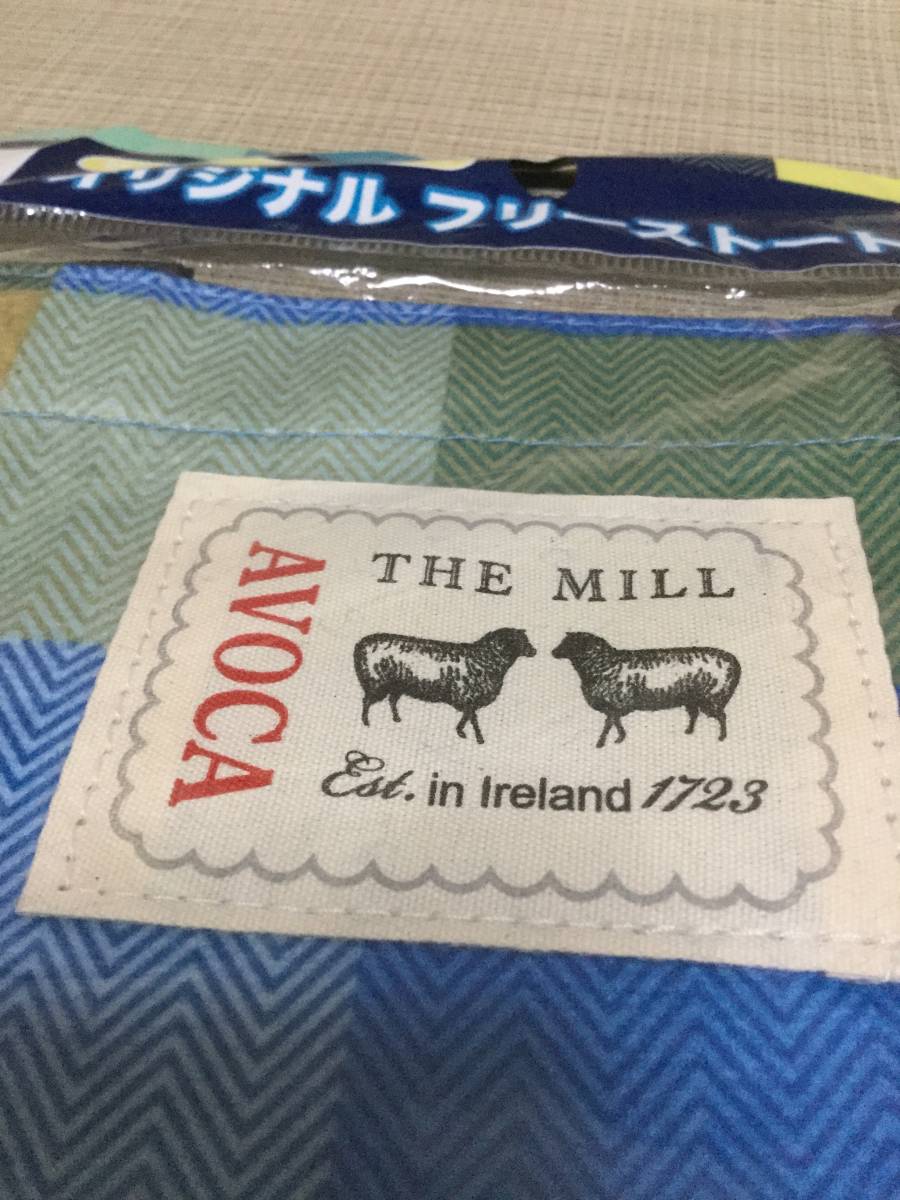 オリジナル フリーストート
AVOCA
THE MILL
Est. in Ireland 1723